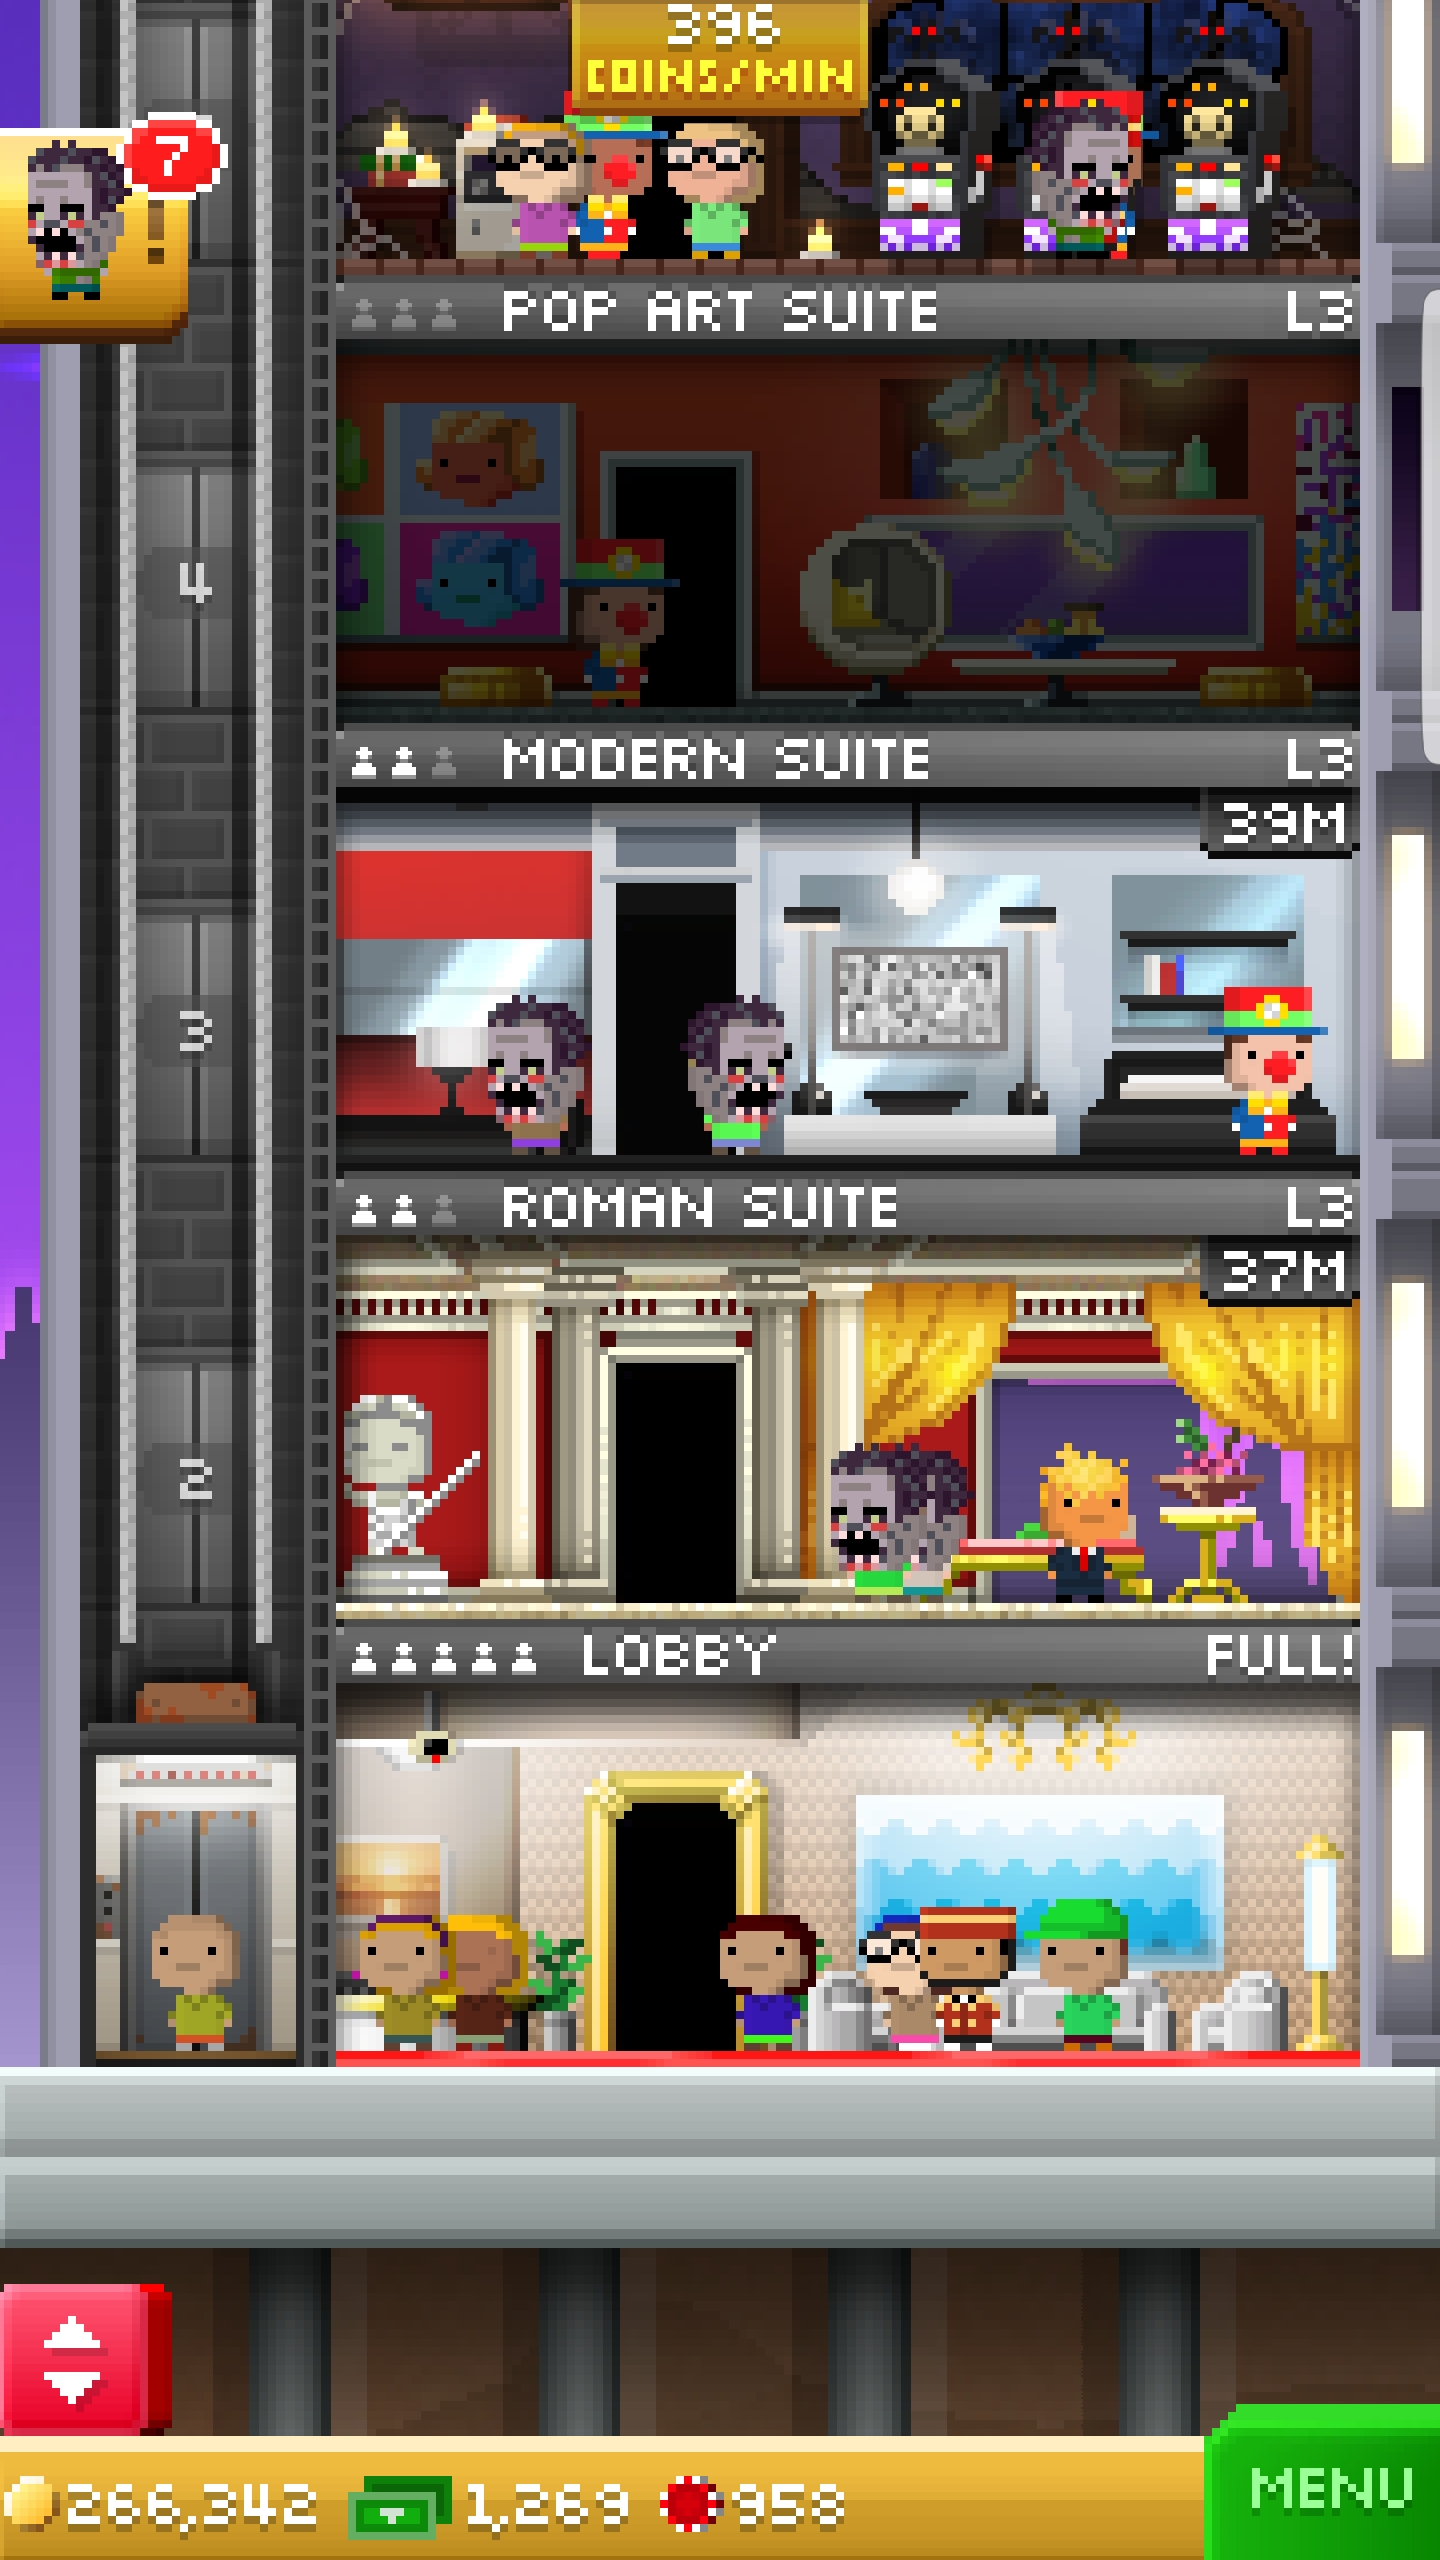 396
COINS/MIN
7
!
POP ART SUITE L3
4
MODERN SUITE L3
39M
3
ROMAN SUITE L3
37M
2
LOBBY FULL!
266,342 1,269 958
MENU